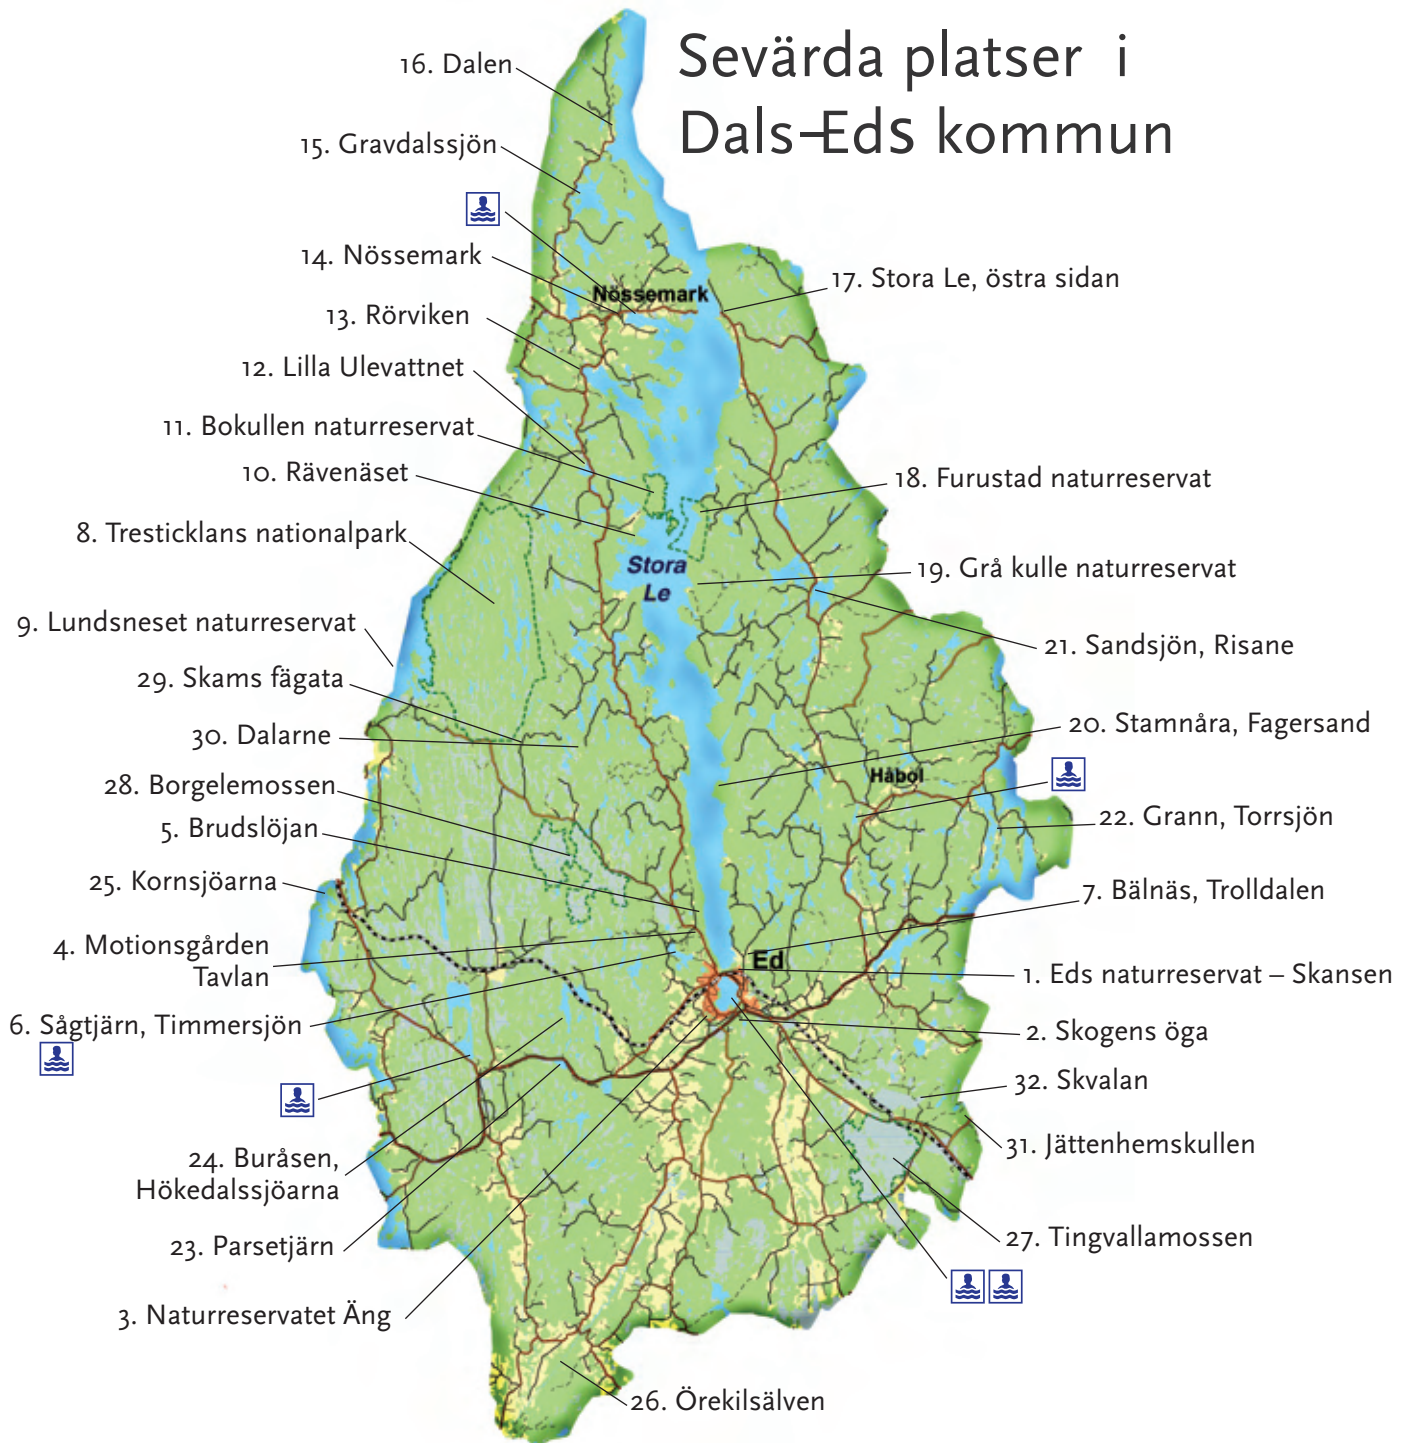 Sevärda platser i
Dals-Eds kommun
16. Dalen
15. Gravdalssjön
14. Nössemark
Nössemark
17. Stora Le, östra sidan
13. Rörviken
12. Lilla Ulevattnet
11. Bokullen naturreservat
10. Rävenäset
18. Furustad naturreservat
8. Tresticklans nationalpark
Stora
Le
19. Grå kulle naturreservat
9. Lundsneset naturreservat
21. Sandsjön, Risane
29. Skams fägata
30. Dalarne
20. Stamnåra, Fagersand
28. Borgelemossen
Håbol
5. Brudslöjan
22. Grann, Torrsjön
25. Kornsjöarna
7. Bälnäs, Trolldalen
4. Motionsgården
Tavlan
Ed
1. Eds naturreservat – Skansen
6. Sågtjärn, Timmersjön
2. Skogens öga
32. Skvalan
31. Jättenhemskullen
24. Buråsen,
Hökedalssjöarna
27. Tingvallamossen
23. Parsetjärn
3. Naturreservatet Äng
26. Örekilsälven